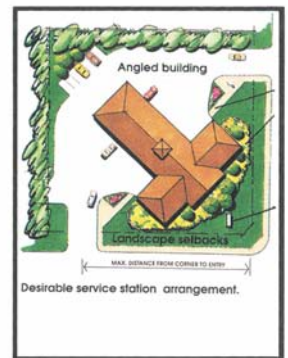 Angled building
Landscape setbacks
MAX. DISTANCE FROM CORNER TO ENTRY
Desirable service station arrangement.